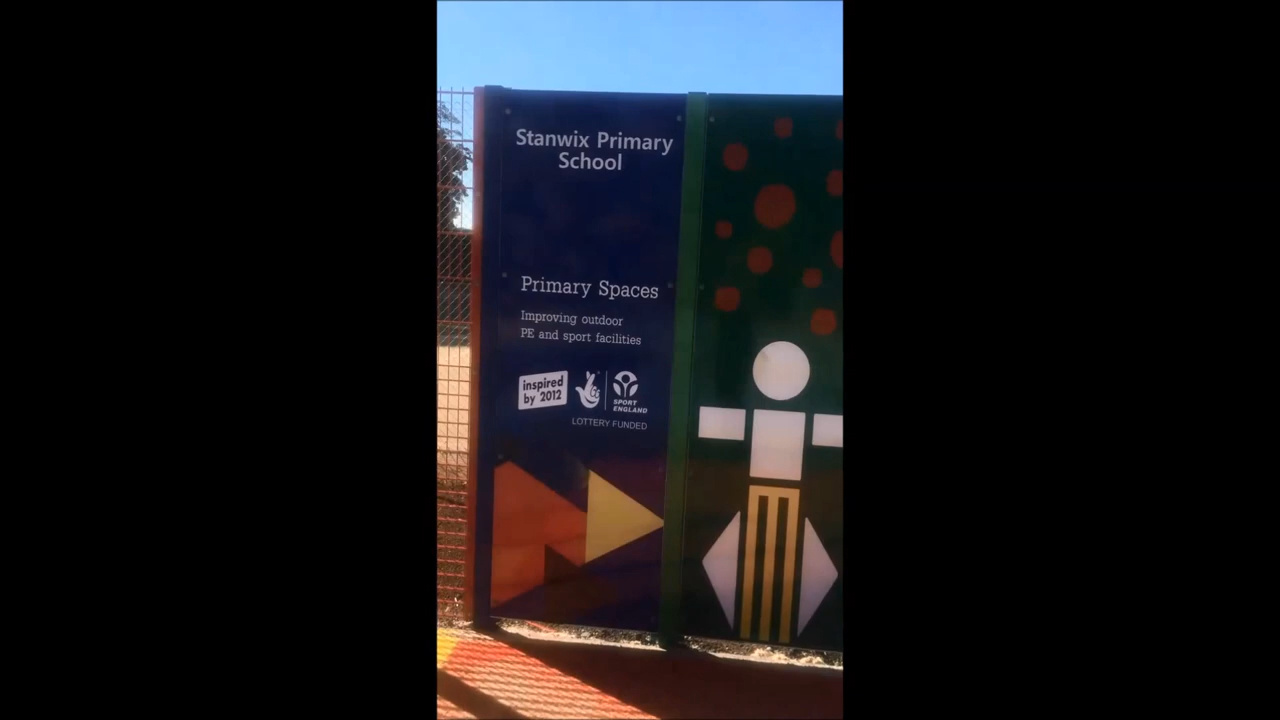 Stanwix Primary
School
Primary Spaces
Improving outdoor
PE and sport facilities
inspired
by 2012
SPORT
ENGLAND
LOTTERY FUNDED